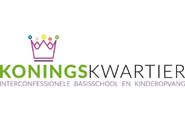 KONINGSKWARTIER
INTERCONFESSIONELE BASISSCHOOL EN KINDEROPVANG